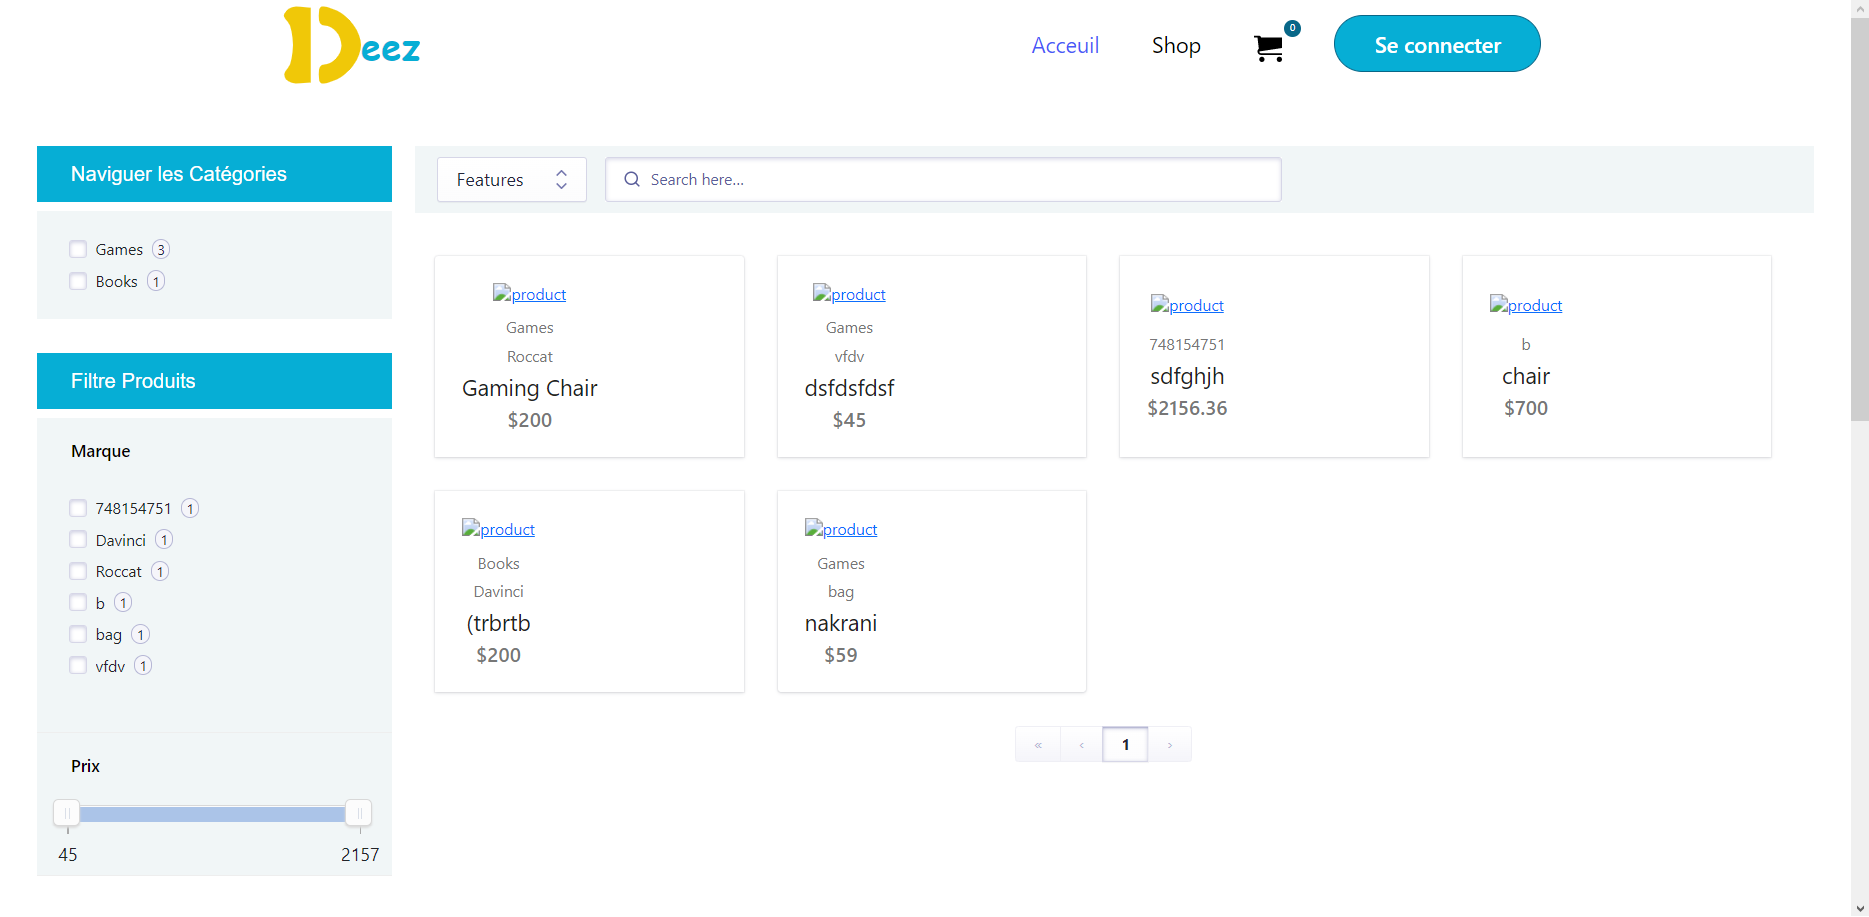 Deez
Acceuil
Shop
0
Se connecter
Naviguer les Catégories
Games 3
Books 1
Filtre Produits
Marque
748154751 1
Davinci 1
Roccat 1
b 1
bag 1
vfdv 1
Prix
45
2157
Features
Search here...
product
Games
Roccat
Gaming Chair
$200
product
Games
vfdv
dsfdsfdsf
$45
product
748154751
sdfghjh
$2156.36
product
b
chair
$700
product
Books
Davinci
(trbrtb
$200
product
Games
bag
nakrani
$59
« ‹ 1 ›